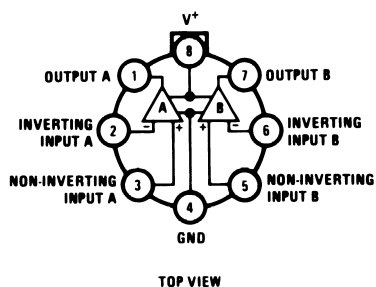 V+
8
OUTPUT A
1
7
OUTPUT B
A
B
INVERTING
INPUT A
2
−
+
+
−
6
INVERTING
INPUT B
NON-INVERTING
INPUT A
3
4
5
NON-INVERTING
INPUT B
GND
TOP VIEW